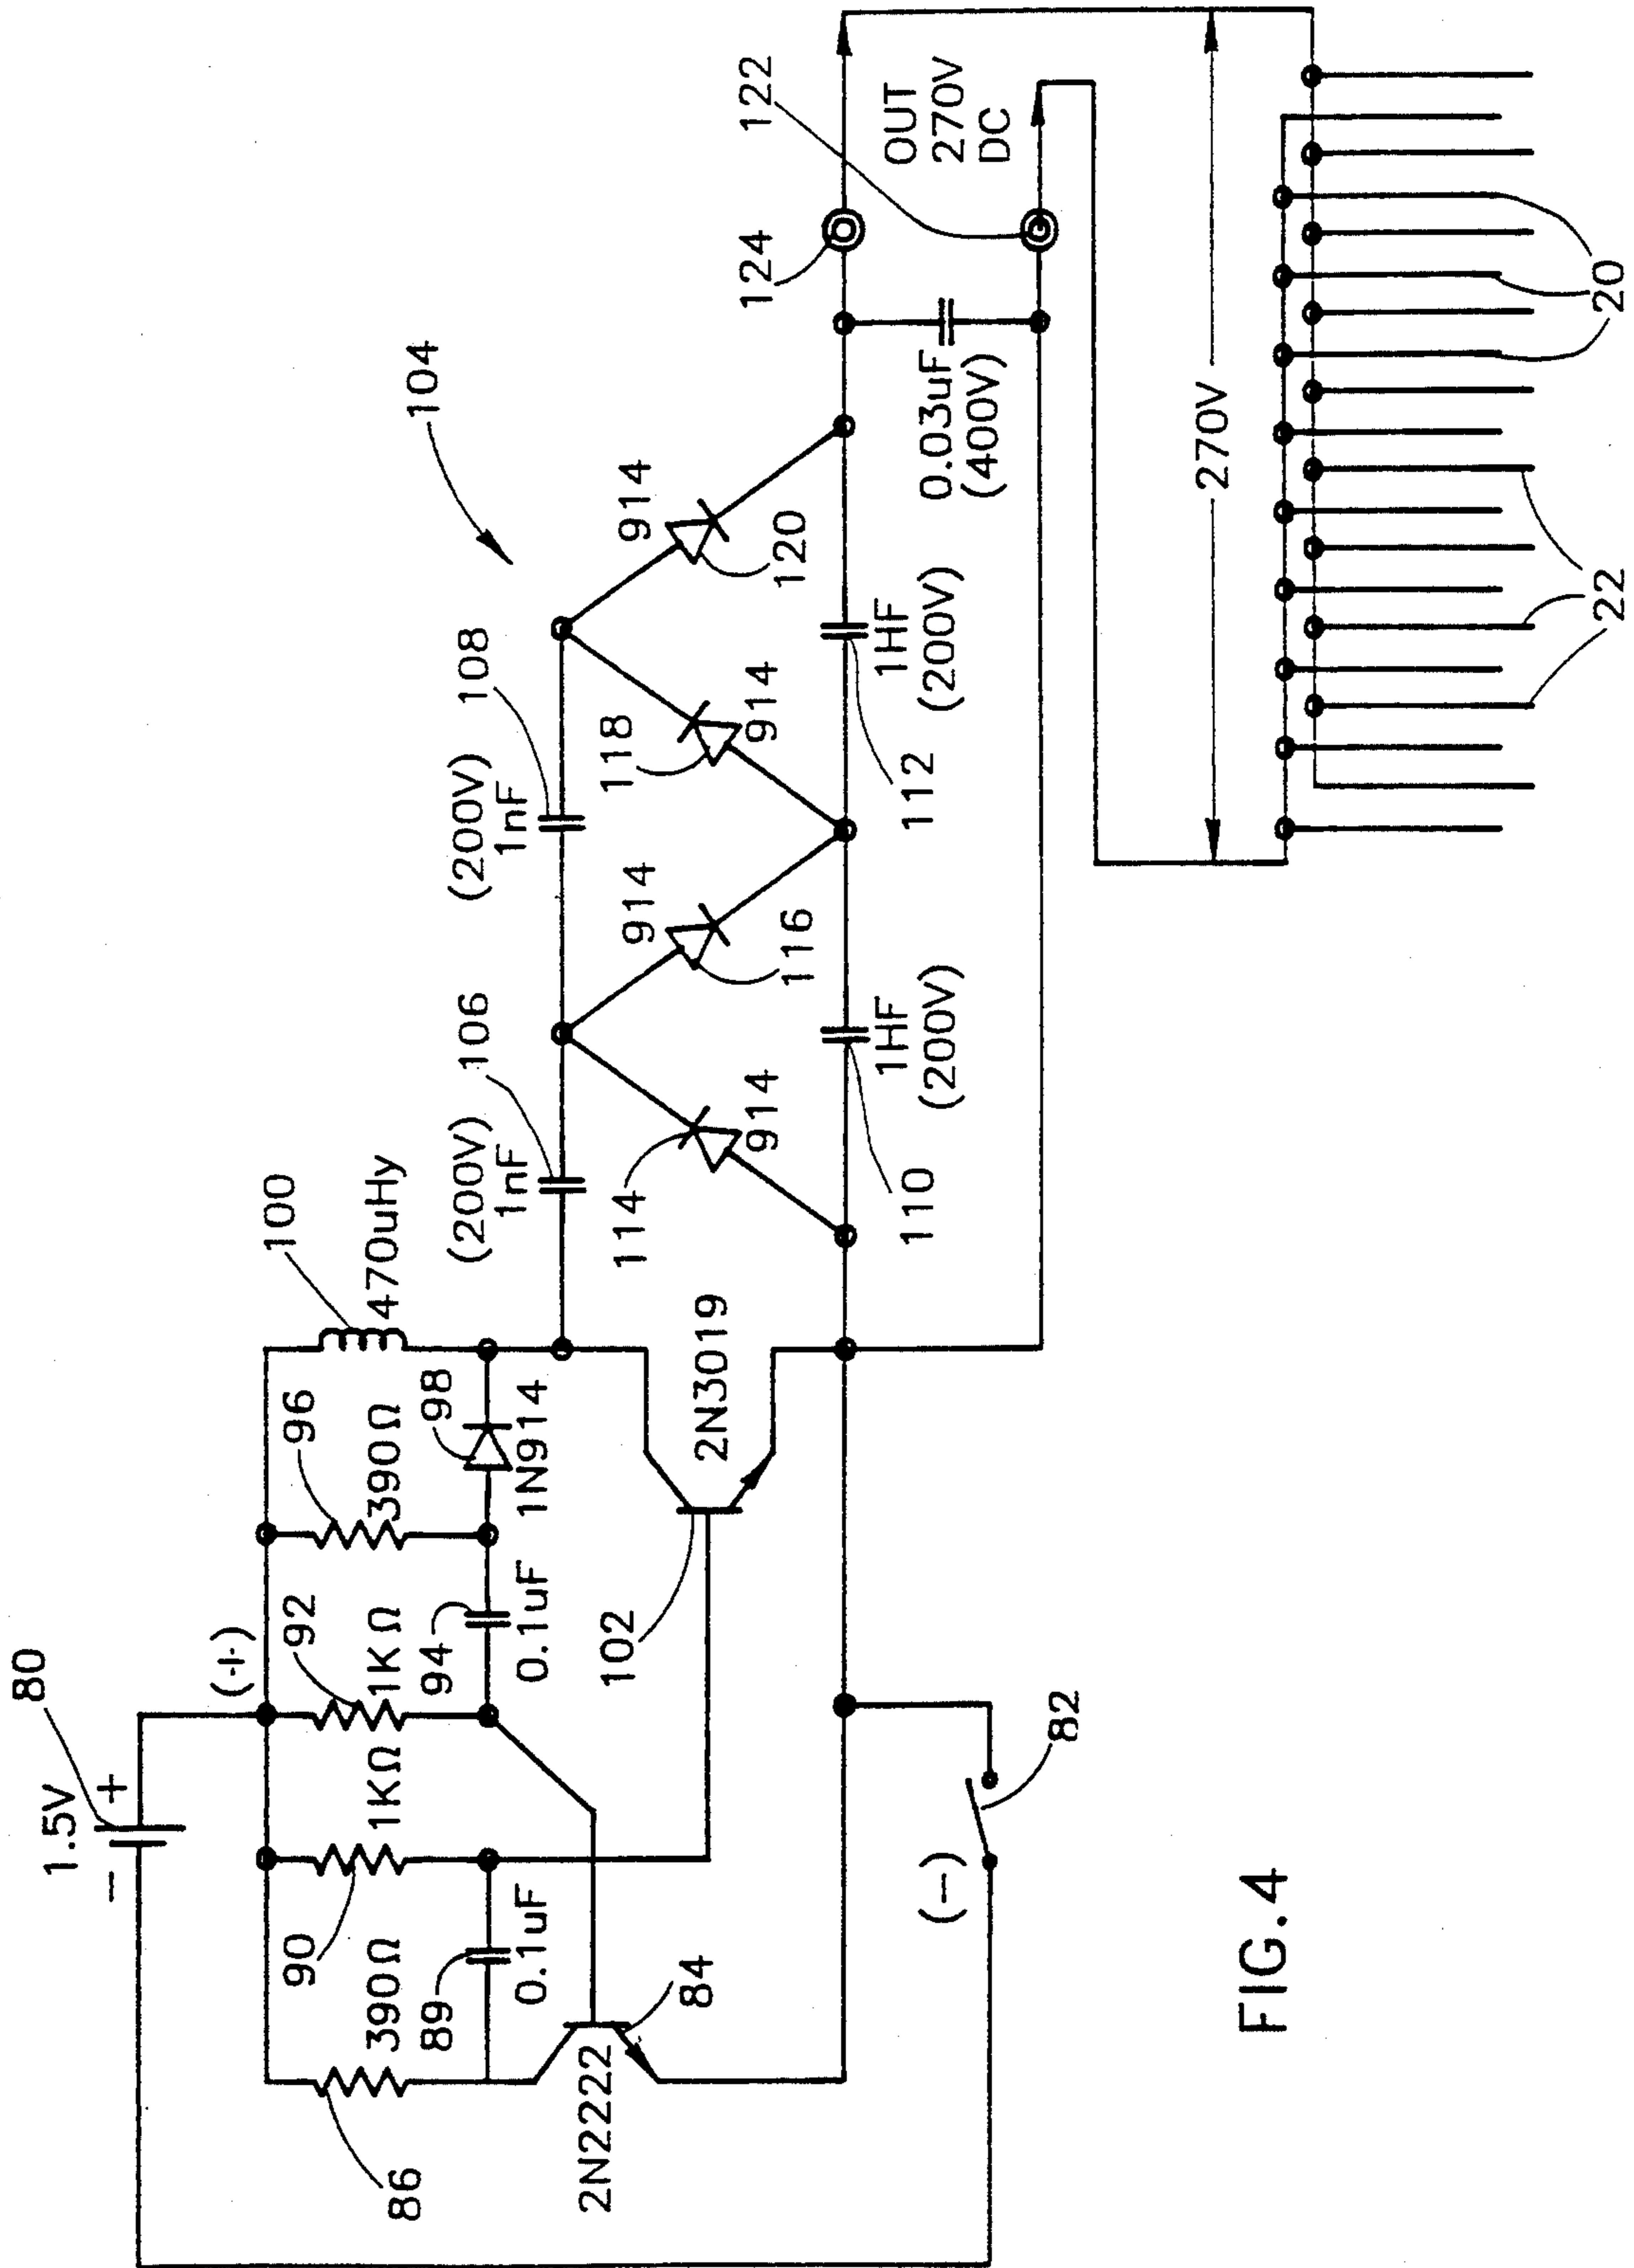 80
1.5V
−
+
(+)
86
390Ω
90
1KΩ
92
1KΩ
96
390Ω
100
470uHy
89
0.1uF
94
0.1uF
98
1N914
2N2222
84
102
2N3019
(−)
82
104
106
(200V)
1nF
108
(200V)
1nF
114
914
116
914
118
914
120
914
110
1HF
(200V)
112
1HF
(200V)
0.03uF
(400V)
124
122
OUT
270V
DC
270V
22
20
FIG.4